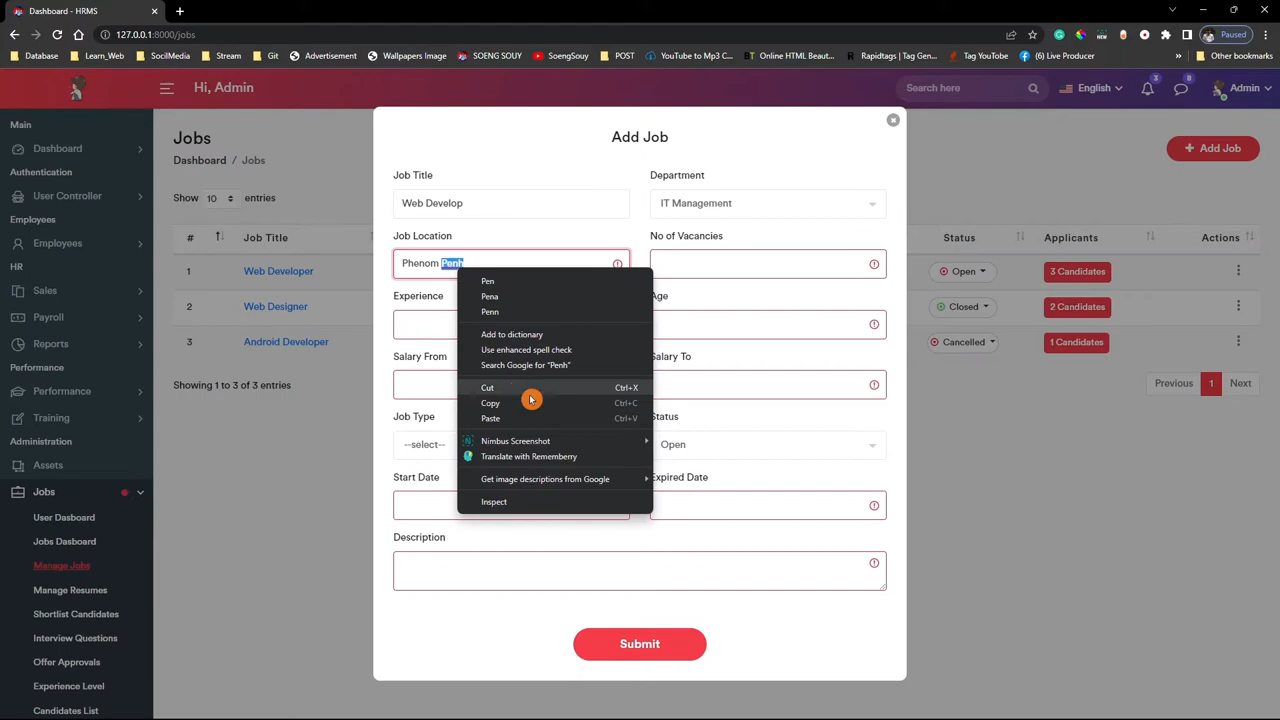 Dashboard - HRMS
127.0.0.1:8000/jobs
Paused
Database
Learn_Web
SocilMedia
Stream
Git
Advertisement
Wallpapers Image
SOENG SOUY
SoengSouy
POST
YouTube to Mp3 Co...
Online HTML Beaut...
Rapidtags | Tag Gen...
Tag YouTube
»
Other bookmarks
Hi, Admin
Search here
English
3
8
Admin
Main
Dashboard
Authentication
User Controller
Employees
Employees
HR
Sales
Payroll
Reports
Performance
Performance
Training
Administration
Assets
Jobs
User Dasboard
Jobs Dasboard
Manage Jobs
Manage Resumes
Shortlist Candidates
Interview Questions
Offer Approvals
Experience Level
Candidates List
Jobs
Dashboard / Jobs
+ Add Job
Show 10 entries
# Job Title Status Applicants Actions
1 Web Developer Open 3 Candidates
2 Web Designer Closed 2 Candidates
3 Android Developer Cancelled 1 Candidates
Showing 1 to 3 of 3 entries
Previous 1 Next
Add Job
Job Title Department
Web Develop IT Management
Job Location No of Vacancies
Phenom Penh
Experience Age
Salary From Salary To
Job Type Status
--select-- Open
Start Date Expired Date
Description
Submit
Pen
Pena
Penn
Add to dictionary
Use enhanced spell check
Search Google for "Penh"
Cut Ctrl+X
Copy Ctrl+C
Paste Ctrl+V
Nimbus Screenshot
Translate with Rememberry
Get image descriptions from Google
Inspect